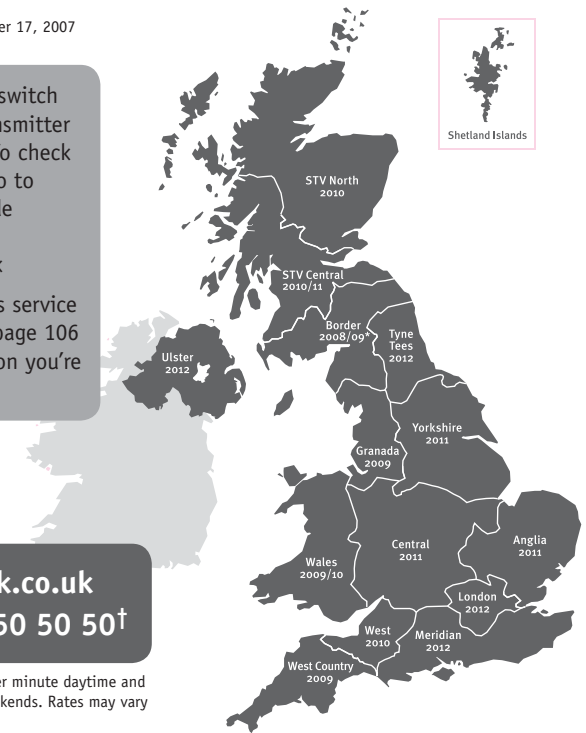 er 17, 2007
switch
nsmitter
o check
o to
le
k
s service
page 106
on you're
k.co.uk
50 50 50†
er minute daytime and
kends. Rates may vary
Shetland Islands
STV North
2010
STV Central
2010/11
Border
2008/09*
Tyne
Tees
2012
Ulster
2012
Yorkshire
2011
Granada
2009
Central
2011
Anglia
2011
Wales
2009/10
London
2012
West
2010
Meridian
2012
West Country
2009